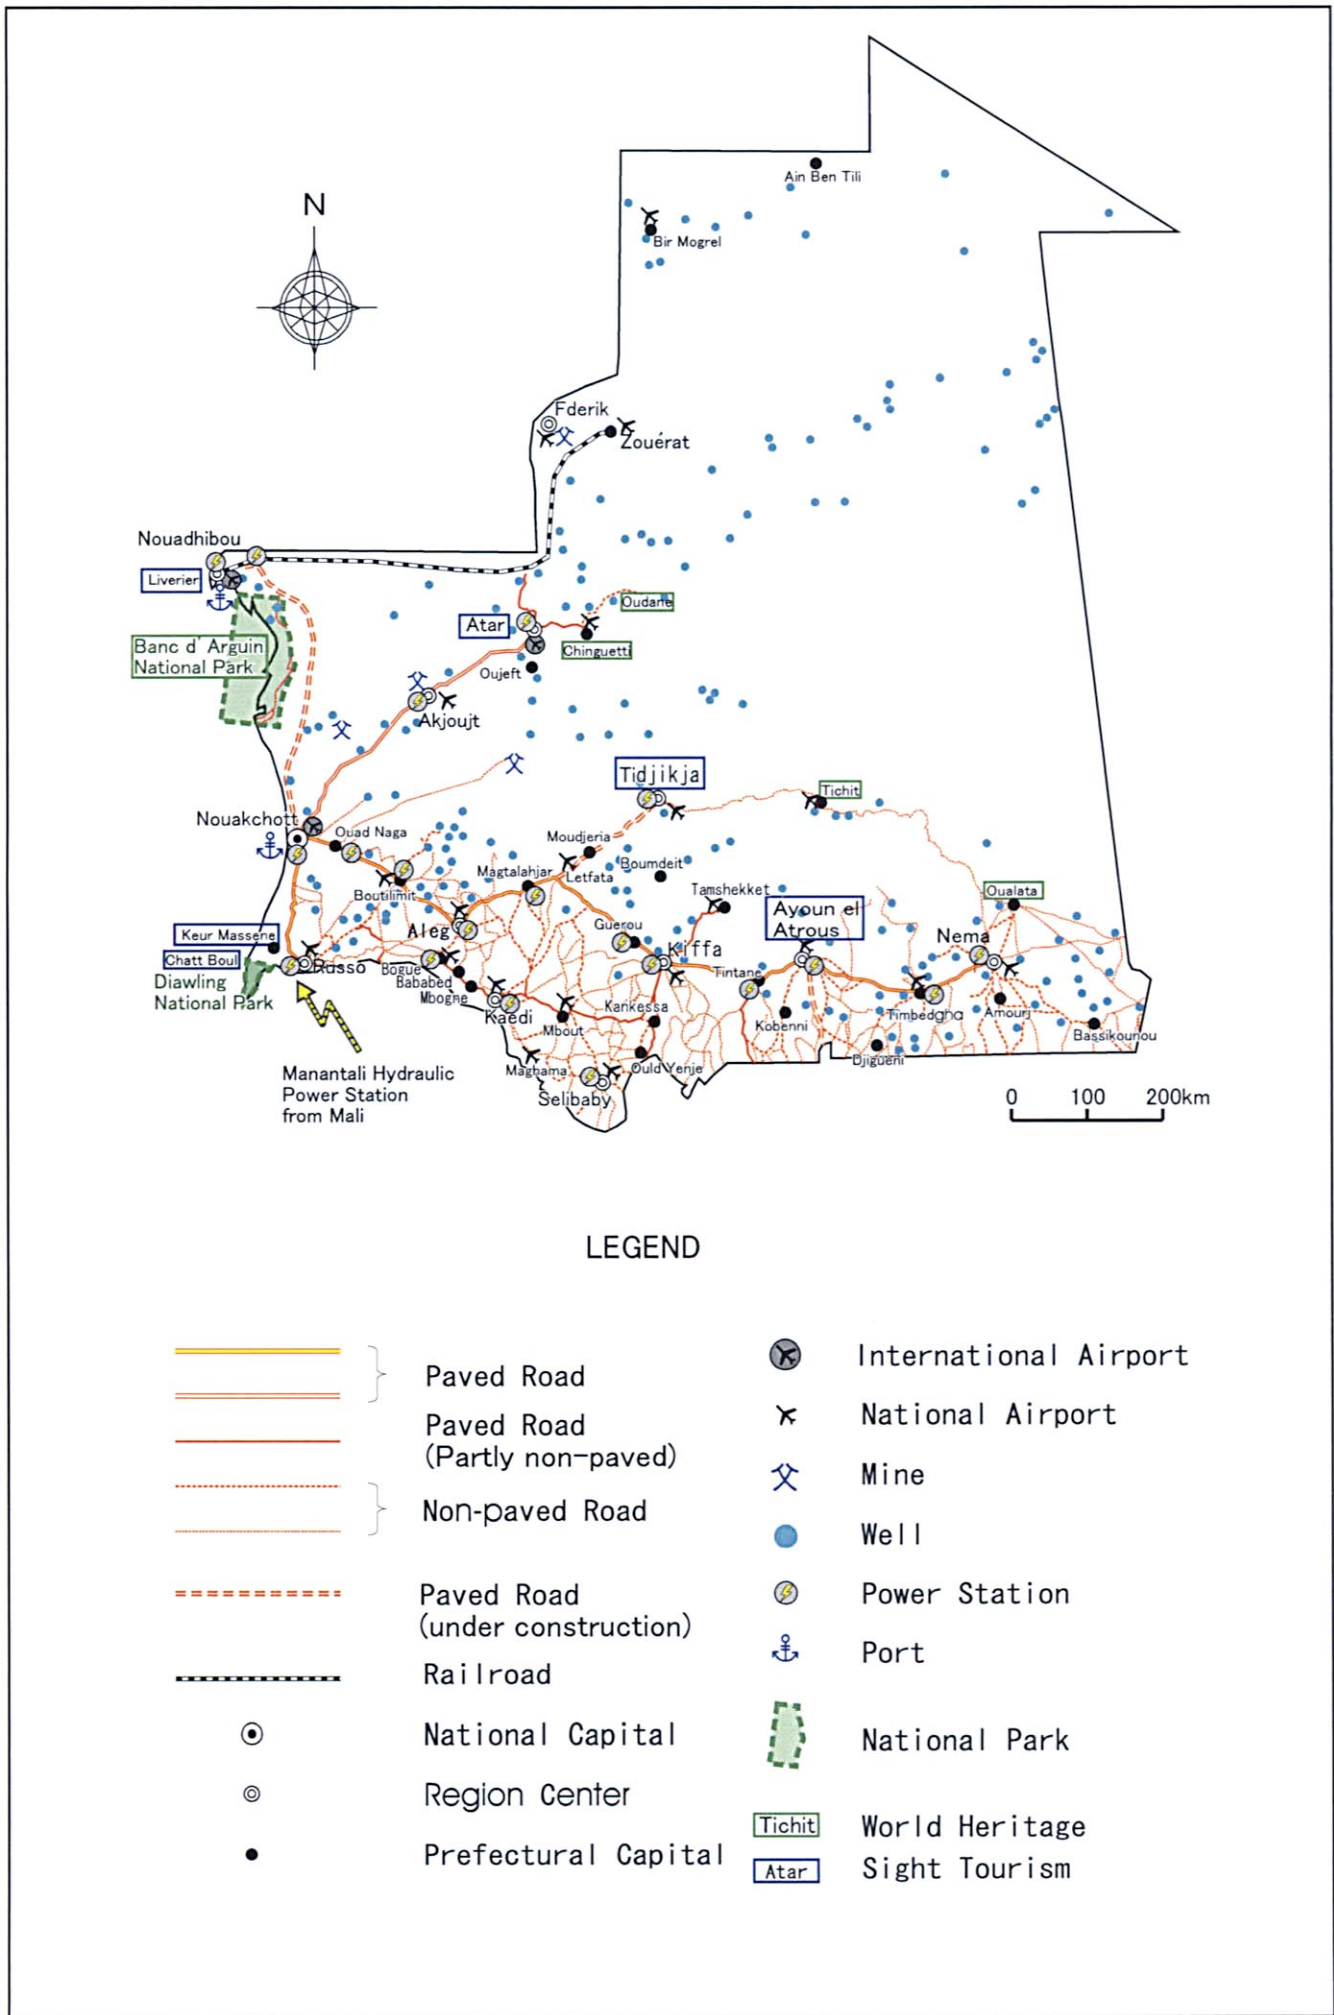 N
Ain Ben Tili
Bir Mogrel
Fderik
Zouérat
Nouadhibou
Liverier
Oudane
Atar
Banc d' Arguin
National Park
Chinguetti
Oujeft
Akjoujt
Tidjikja
Tichit
Nouakchott
Ouad Naga
Moudjeria
Boumdeit
Magtalahjar
Letfata
Boutilimit
Tamshekket
Oualata
Ayoun el
Atrous
Aleg
Guerou
Nema
Keur Massene
Kiffa
Chatt Boul
Russo
Bogue
Tintane
Diawling
National Park
Bababed
Mbogne
Kaedi
Kankessa
Mbout
Kobenni
Timbedgha
Amourj
Bassikounou
Djigueni
Maghama
Ould Yenje
Selibaby
Manantali Hydraulic
Power Station
from Mali
0 100 200km
LEGEND
Paved Road
Paved Road
(Partly non-paved)
Non-paved Road
Paved Road
(under construction)
Railroad
National Capital
Region Center
Prefectural Capital
International Airport
National Airport
Mine
Well
Power Station
Port
National Park
Tichit World Heritage
Atar Sight Tourism